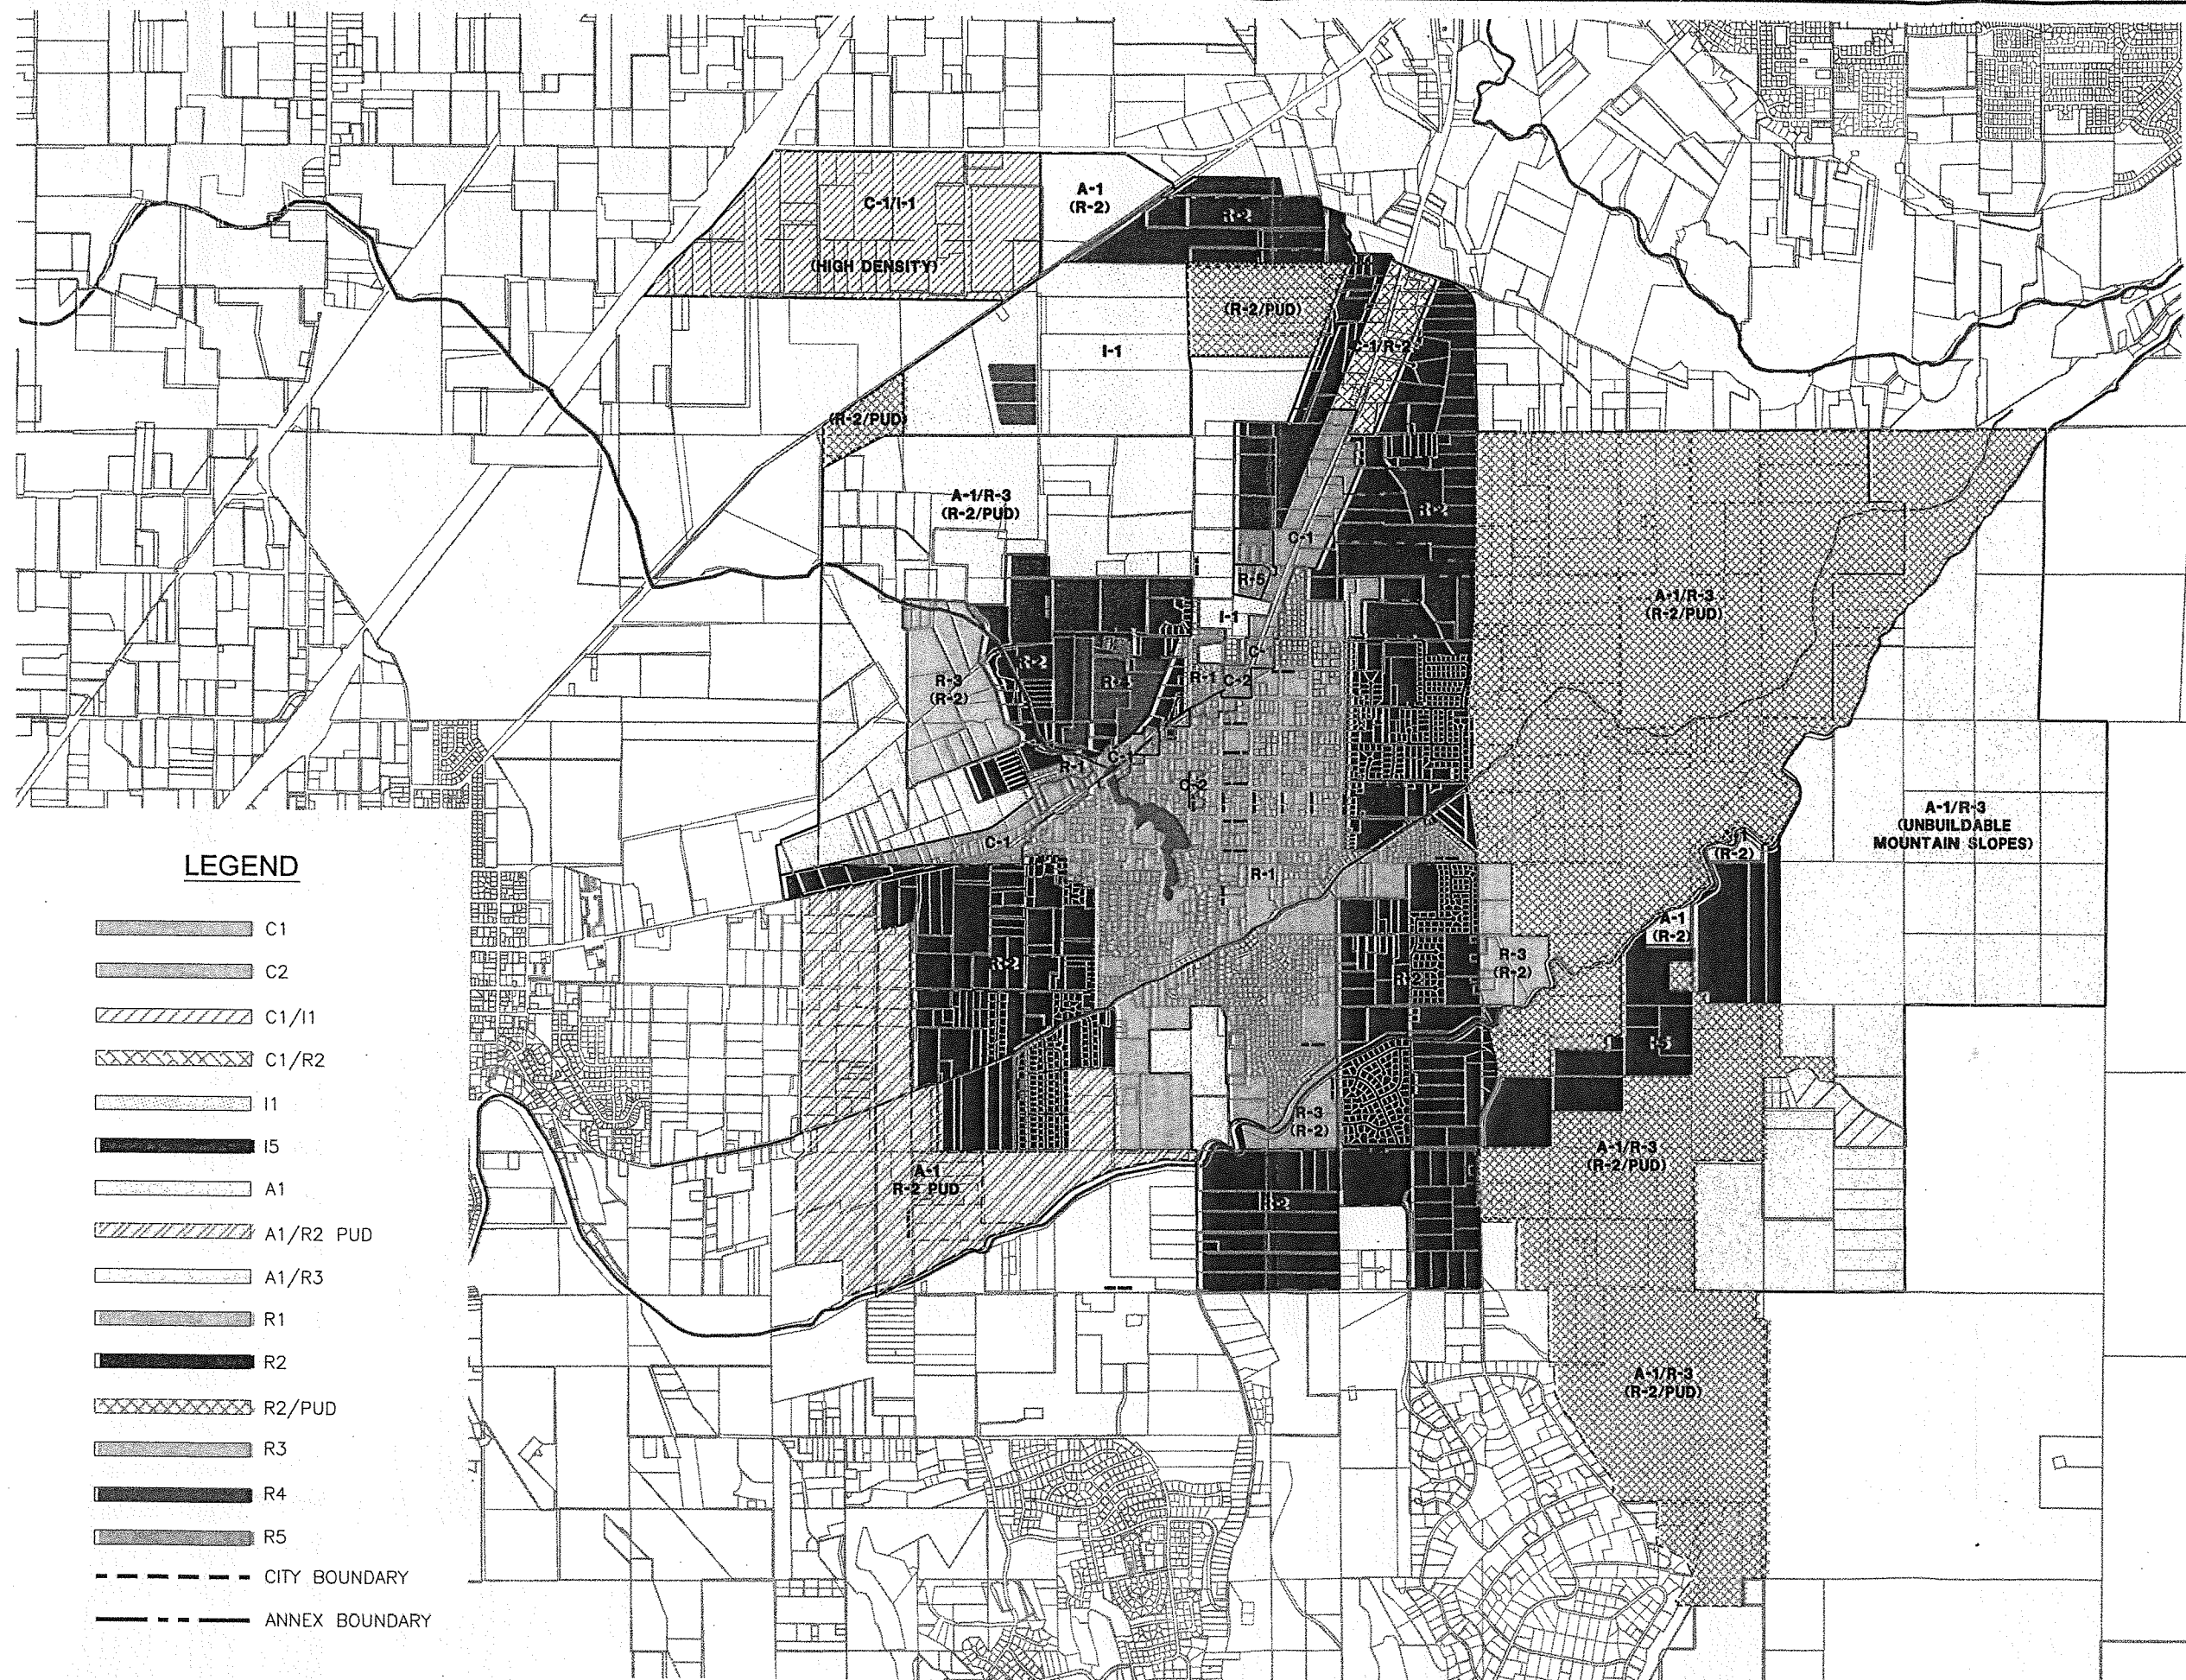 A-1
(R-2)
C-1/I-1
R-2
(HIGH DENSITY)
(R-2/PUD)
C-1/R-2
I-1
(R-2/PUD)
A-1/R-3
(R-2/PUD)
R-2
C-1
R-5
A-1/R-3
(R-2/PUD)
I-1
C-1
R-2
R-3
(R-2)
R-4
R-1
C-2
C-1
R-1
C-2
A-1/R-3
(UNBUILDABLE
MOUNTAIN SLOPES)
C-1
(R-2)
R-1
A-1
(R-2)
R-2
R-3
(R-2)
R-2
R-3
(R-2)
A-1/R-3
(R-2/PUD)
A-1
R-2 PUD
R-2
A-1/R-3
(R-2/PUD)
LEGEND
C1
C2
C1/I1
C1/R2
I1
I5
A1
A1/R2 PUD
A1/R3
R1
R2
R2/PUD
R3
R4
R5
CITY BOUNDARY
ANNEX BOUNDARY